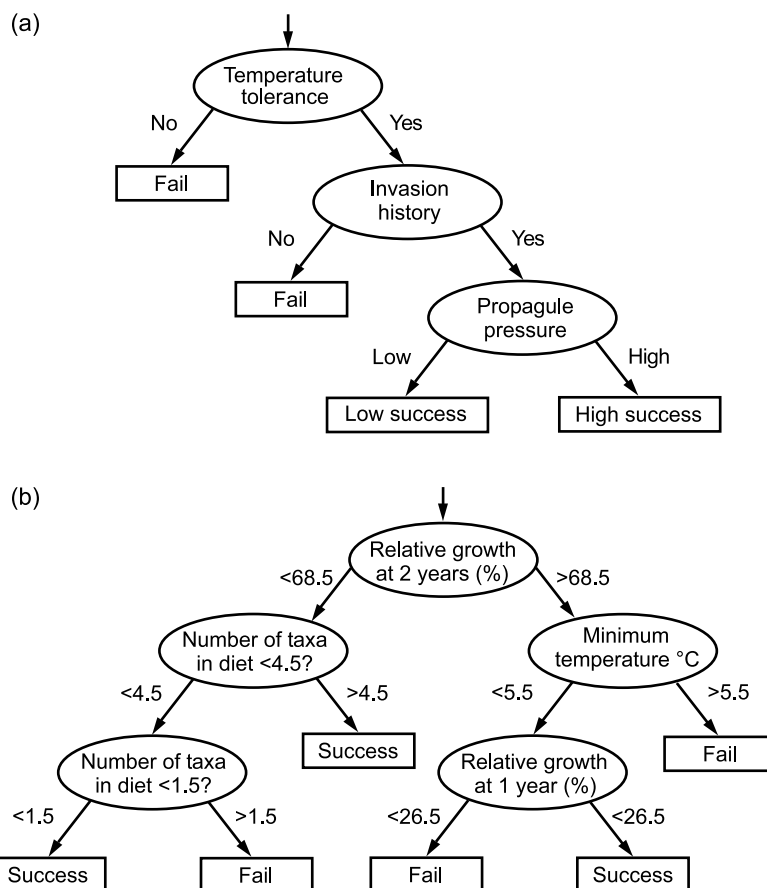 (a)
Temperature
tolerance
No
Yes
Fail
Invasion
history
No
Yes
Fail
Propagule
pressure
Low
High
Low success
High success
(b)
Relative growth
at 2 years (%)
<68.5
>68.5
Number of taxa
in diet <4.5?
Minimum
temperature °C
<4.5
>4.5
<5.5
>5.5
Success
Fail
Number of taxa
in diet <1.5?
Relative growth
at 1 year (%)
<1.5
>1.5
<26.5
<26.5
Success
Fail
Fail
Success